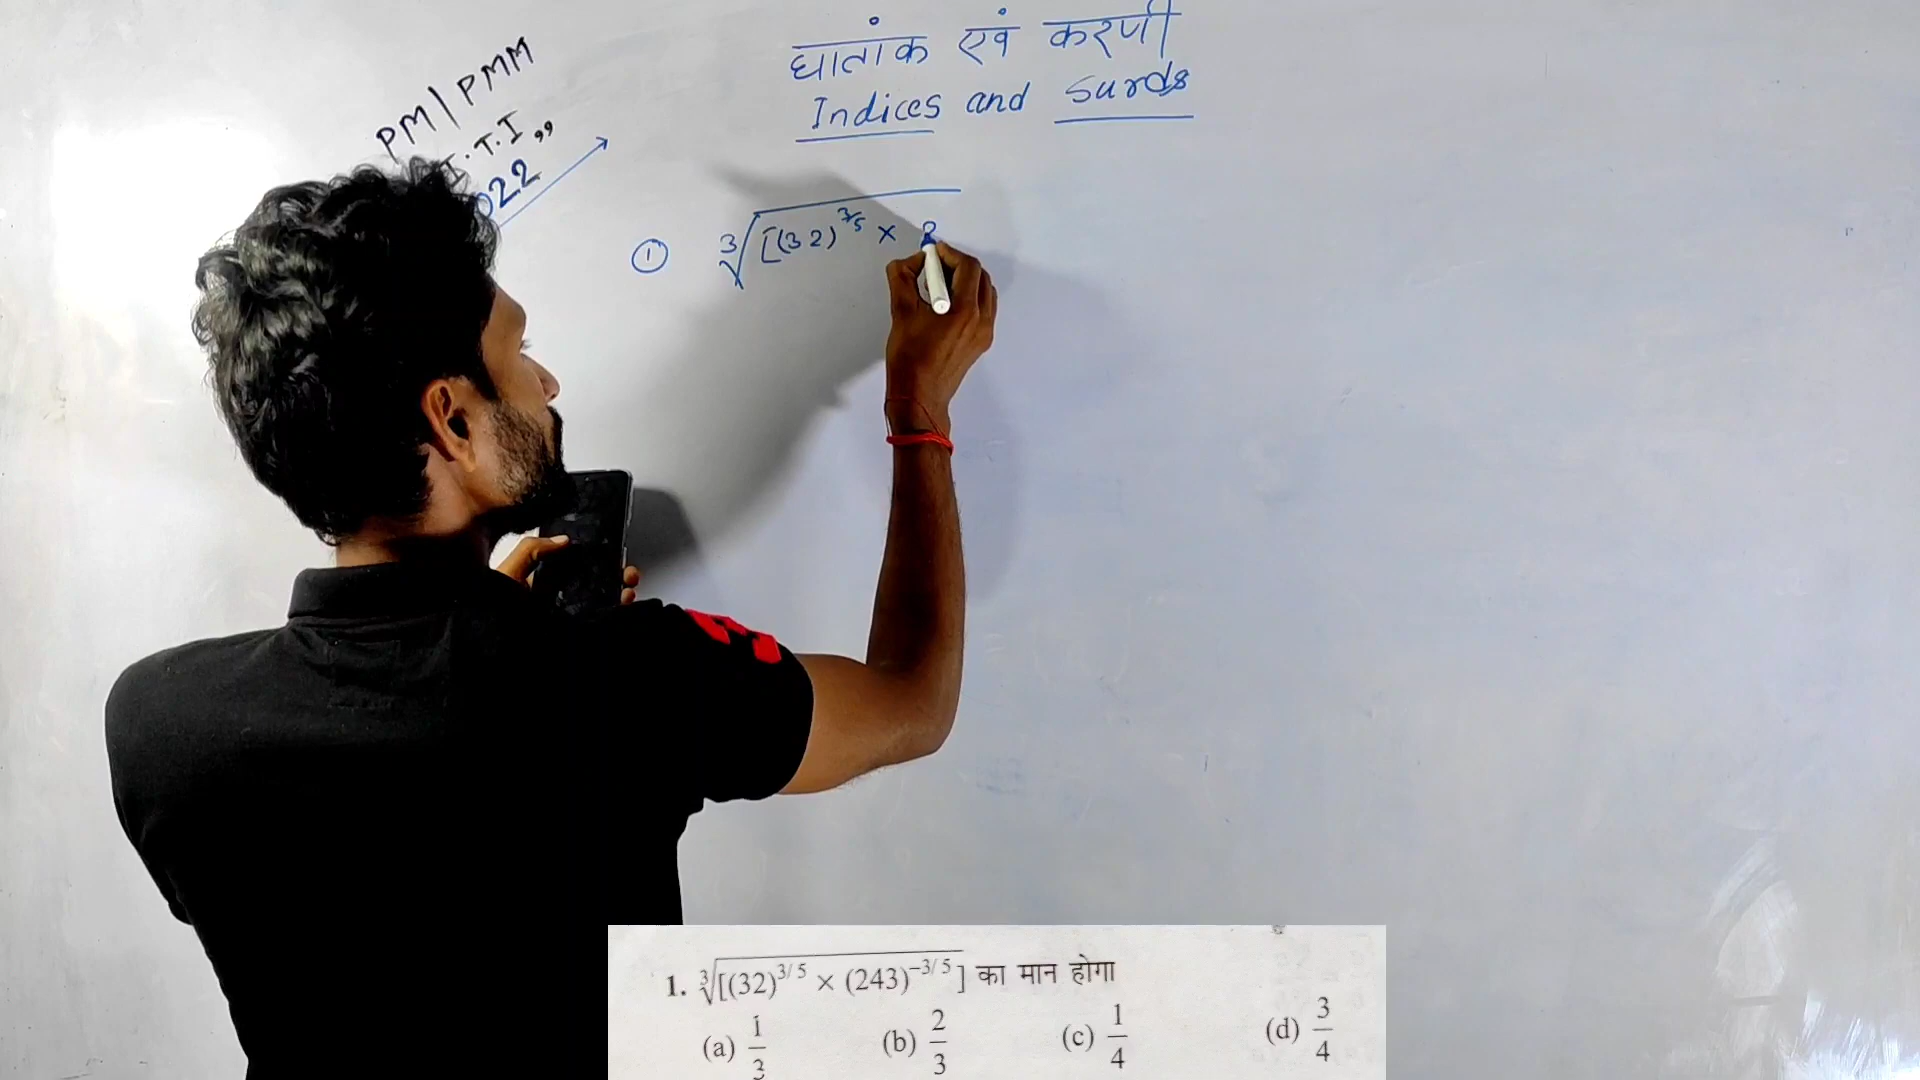 घातांक एवं करणी
Indices and Surds
PM/PMM
I.T.I,,
022
① ∛[(32)^3/5 ×
1. ∛[(32)^3/5 × (243)^−3/5] का मान होगा
(a) 1/3 (b) 2/3 (c) 1/4 (d) 3/4